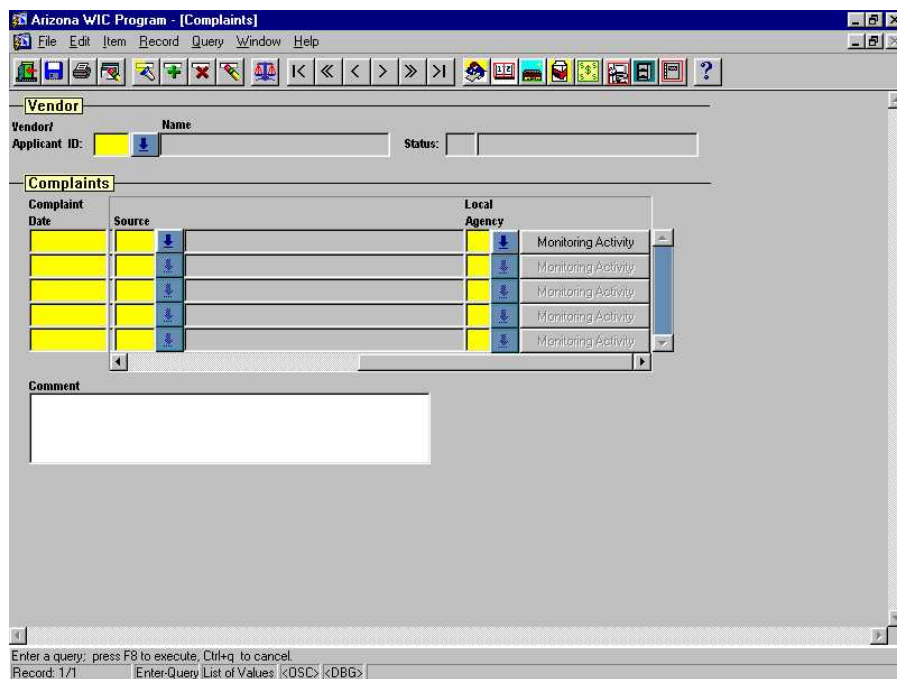 Arizona WIC Program - [Complaints]
File Edit Item Record Query Window Help
Vendor
Vendor/ Name
Applicant ID: Status:
Complaints
Complaint Local
Date Source Agency
Monitoring Activity
Monitoring Activity
Monitoring Activity
Monitoring Activity
Monitoring Activity
Comment
Enter a query; press F8 to execute, Ctrl+q to cancel.
Record: 1/1 Enter-Query List of Values <OSC> <DBG>